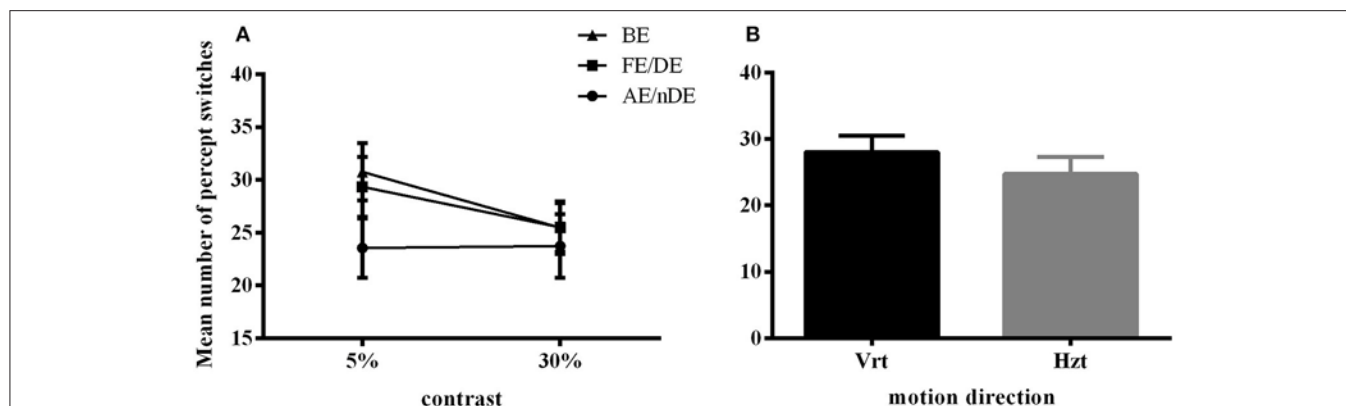 A
BE
FE/DE
AE/nDE
Mean number of percept switches
40
35
30
25
20
15
5%
30%
contrast
B
40
30
20
10
0
Vrt
Hzt
motion direction